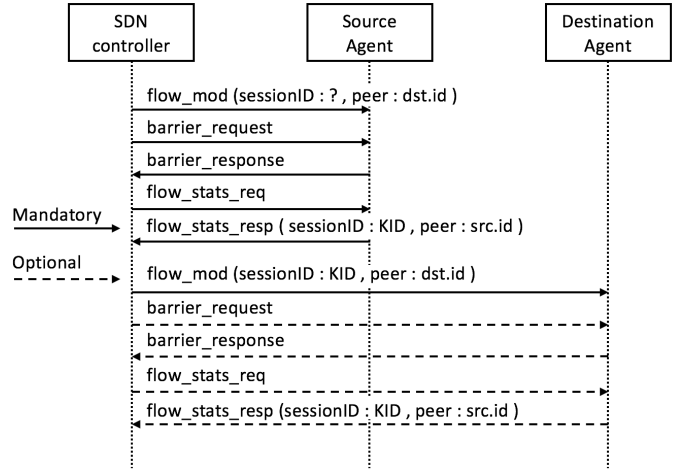 SDN
controller
Source
Agent
Destination
Agent
flow_mod (sessionID : ? , peer : dst.id )
barrier_request
barrier_response
flow_stats_req
Mandatory
flow_stats_resp ( sessionID : KID , peer : src.id )
Optional
flow_mod (sessionID : KID , peer : dst.id )
barrier_request
barrier_response
flow_stats_req
flow_stats_resp (sessionID : KID , peer : src.id )